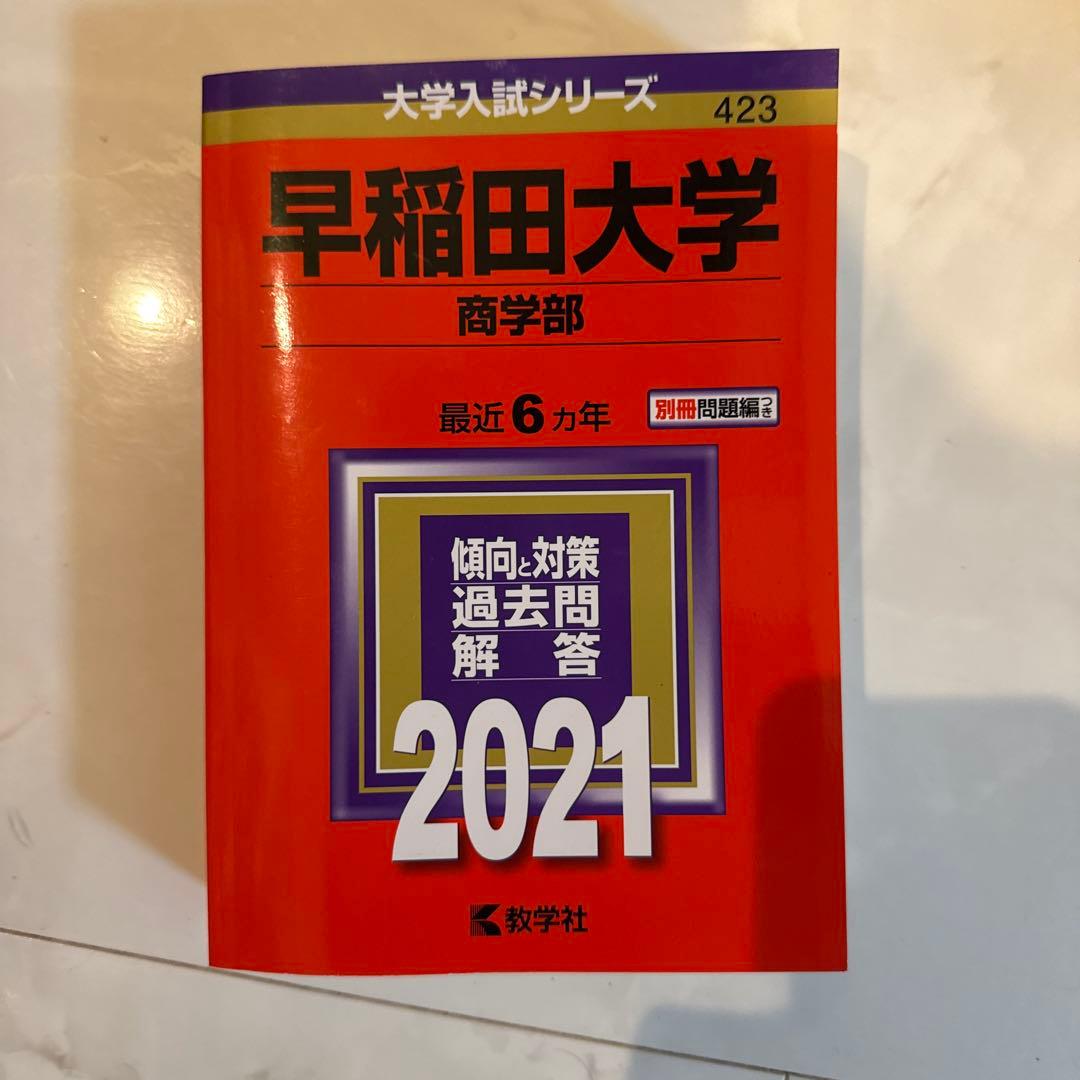 大学入試シリーズ
423
早稲田大学
商学部
最近6ヵ年
別冊問題編つき
傾向と対策
過去問
解答
2021
教学社